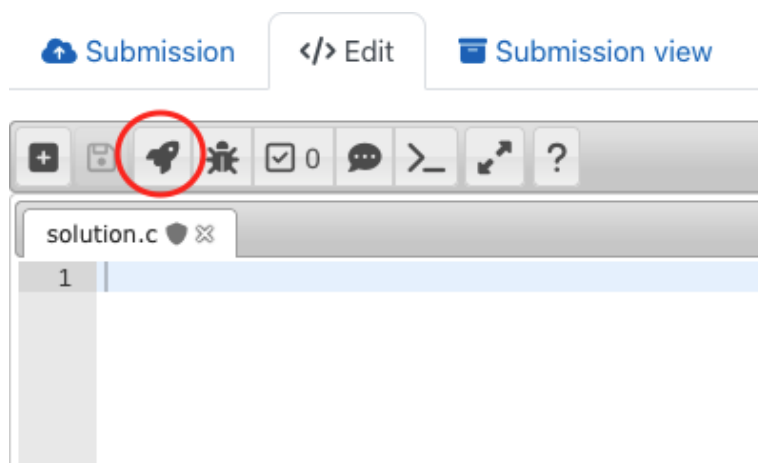 Submission
</> Edit
Submission view
0
>_
?
solution.c
1